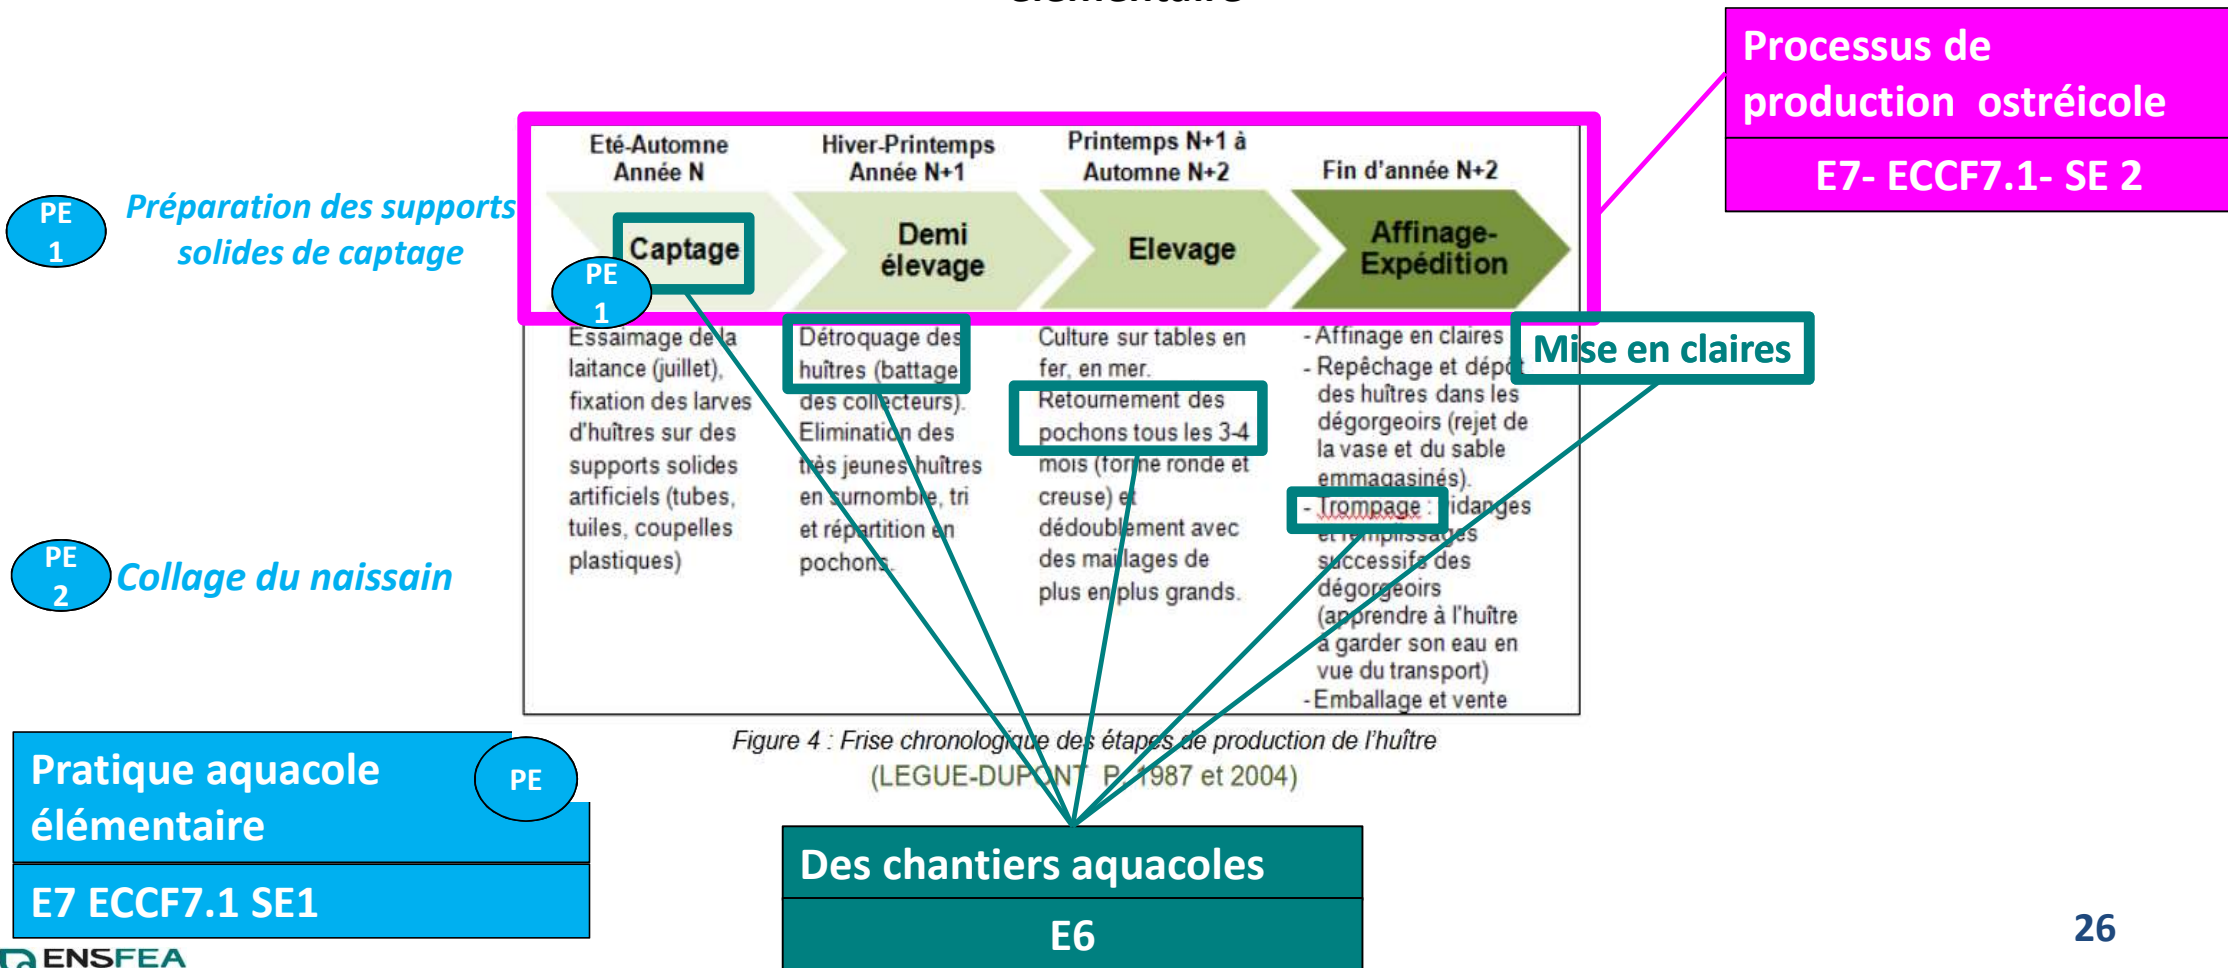 Processus de
production ostréicole
E7- ECCF7.1- SE 2
Eté-Automne
Année N
Hiver-Printemps
Année N+1
Printemps N+1 à
Automne N+2
Fin d'année N+2
PE
1
Préparation des supports
solides de captage
Captage
PE
1
Demi
élevage
Elevage
Affinage-
Expédition
Essaimage de la
laitance (juillet),
fixation des larves
d'huîtres sur des
supports solides
artificiels (tubes,
tuiles, coupelles
plastiques)
Détroquage des
huîtres (battage
des collecteurs).
Elimination des
très jeunes huîtres
en surnombre, tri
et répartition en
pochons.
Culture sur tables en
fer, en mer.
Retournement des
pochons tous les 3-4
mois (forme ronde et
creuse) et
dédoublement avec
des maillages de
plus en plus grands.
- Affinage en claires
- Repêchage et dépôt
des huîtres dans les
dégorgeoirs (rejet de
la vase et du sable
emmagasinés).
- Trompage : vidanges
et remplissages
successifs des
dégorgeoirs
(apprendre à l'huître
à garder son eau en
vue du transport)
- Emballage et vente
Mise en claires
PE
2
Collage du naissain
Figure 4 : Frise chronologique des étapes de production de l'huître
(LEGUE-DUPONT P. 1987 et 2004)
Pratique aquacole
élémentaire
PE
E7 ECCF7.1 SE1
Des chantiers aquacoles
E6
26
ENSFEA